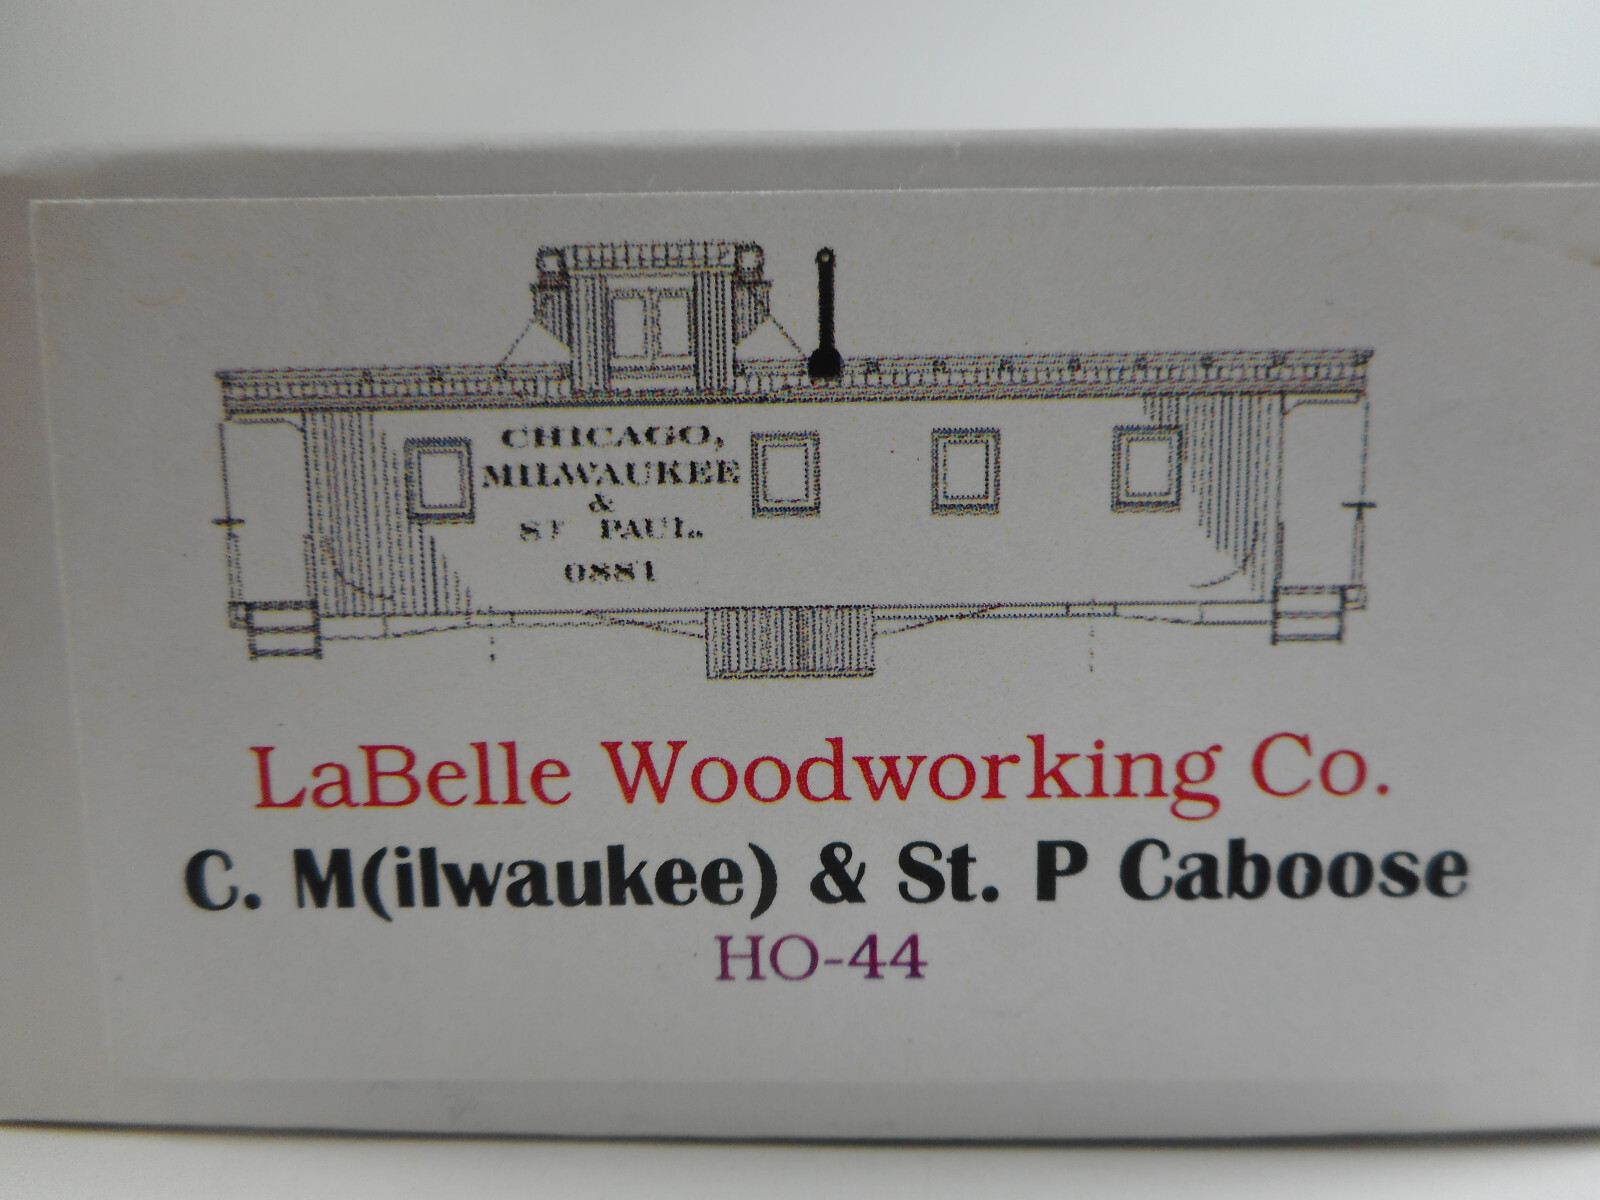 CHICAGO,
MILWAUKEE
&
ST PAUL.
0881
LaBelle Woodworking Co.
C. M(ilwaukee) & St. P Caboose
HO-44